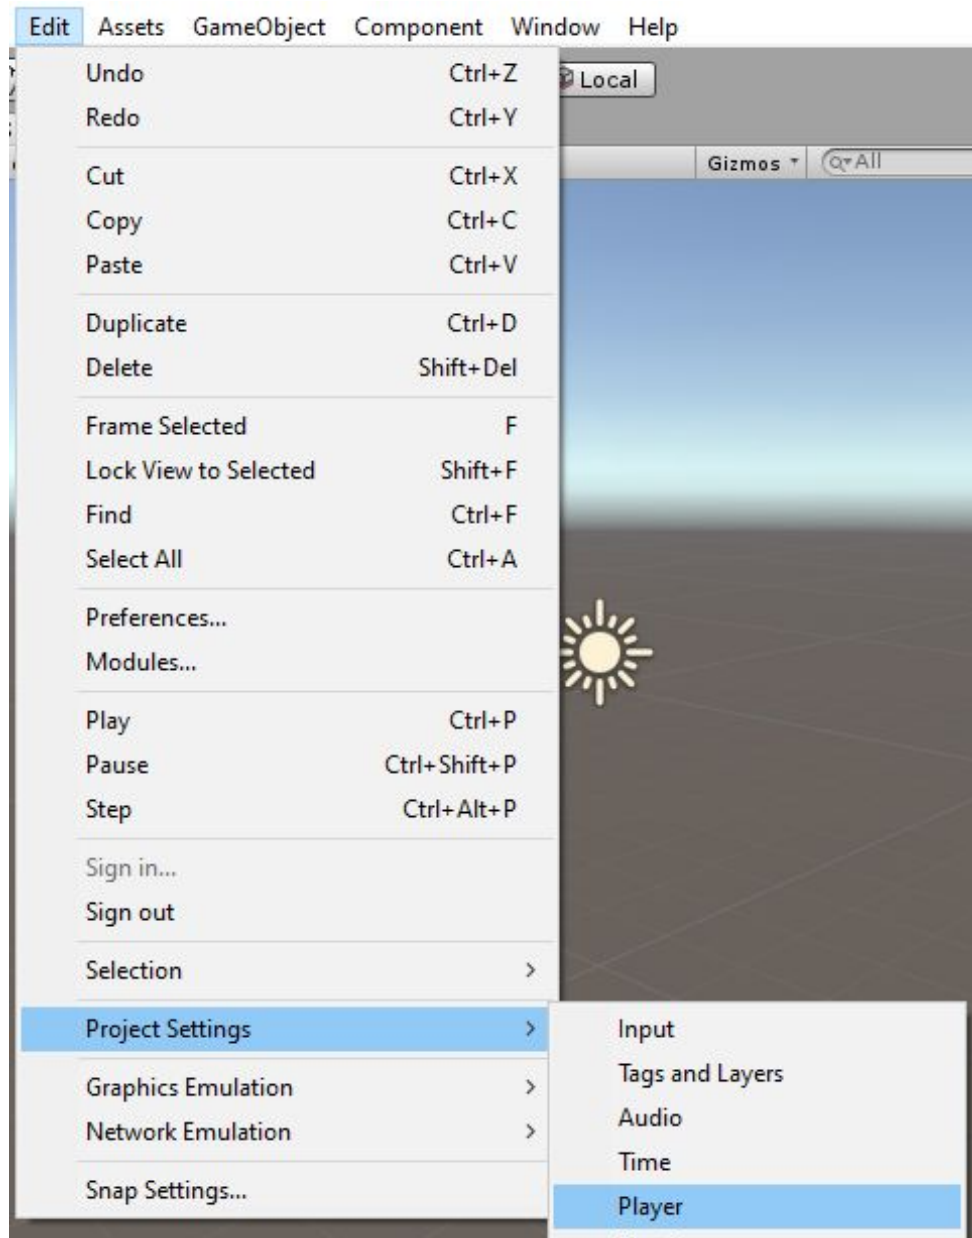 Edit Assets GameObject Component Window Help
Local
Gizmos All
Undo Ctrl+Z
Redo Ctrl+Y
Cut Ctrl+X
Copy Ctrl+C
Paste Ctrl+V
Duplicate Ctrl+D
Delete Shift+Del
Frame Selected F
Lock View to Selected Shift+F
Find Ctrl+F
Select All Ctrl+A
Preferences...
Modules...
Play Ctrl+P
Pause Ctrl+Shift+P
Step Ctrl+Alt+P
Sign in...
Sign out
Selection
Project Settings
Graphics Emulation
Network Emulation
Snap Settings...
Input
Tags and Layers
Audio
Time
Player